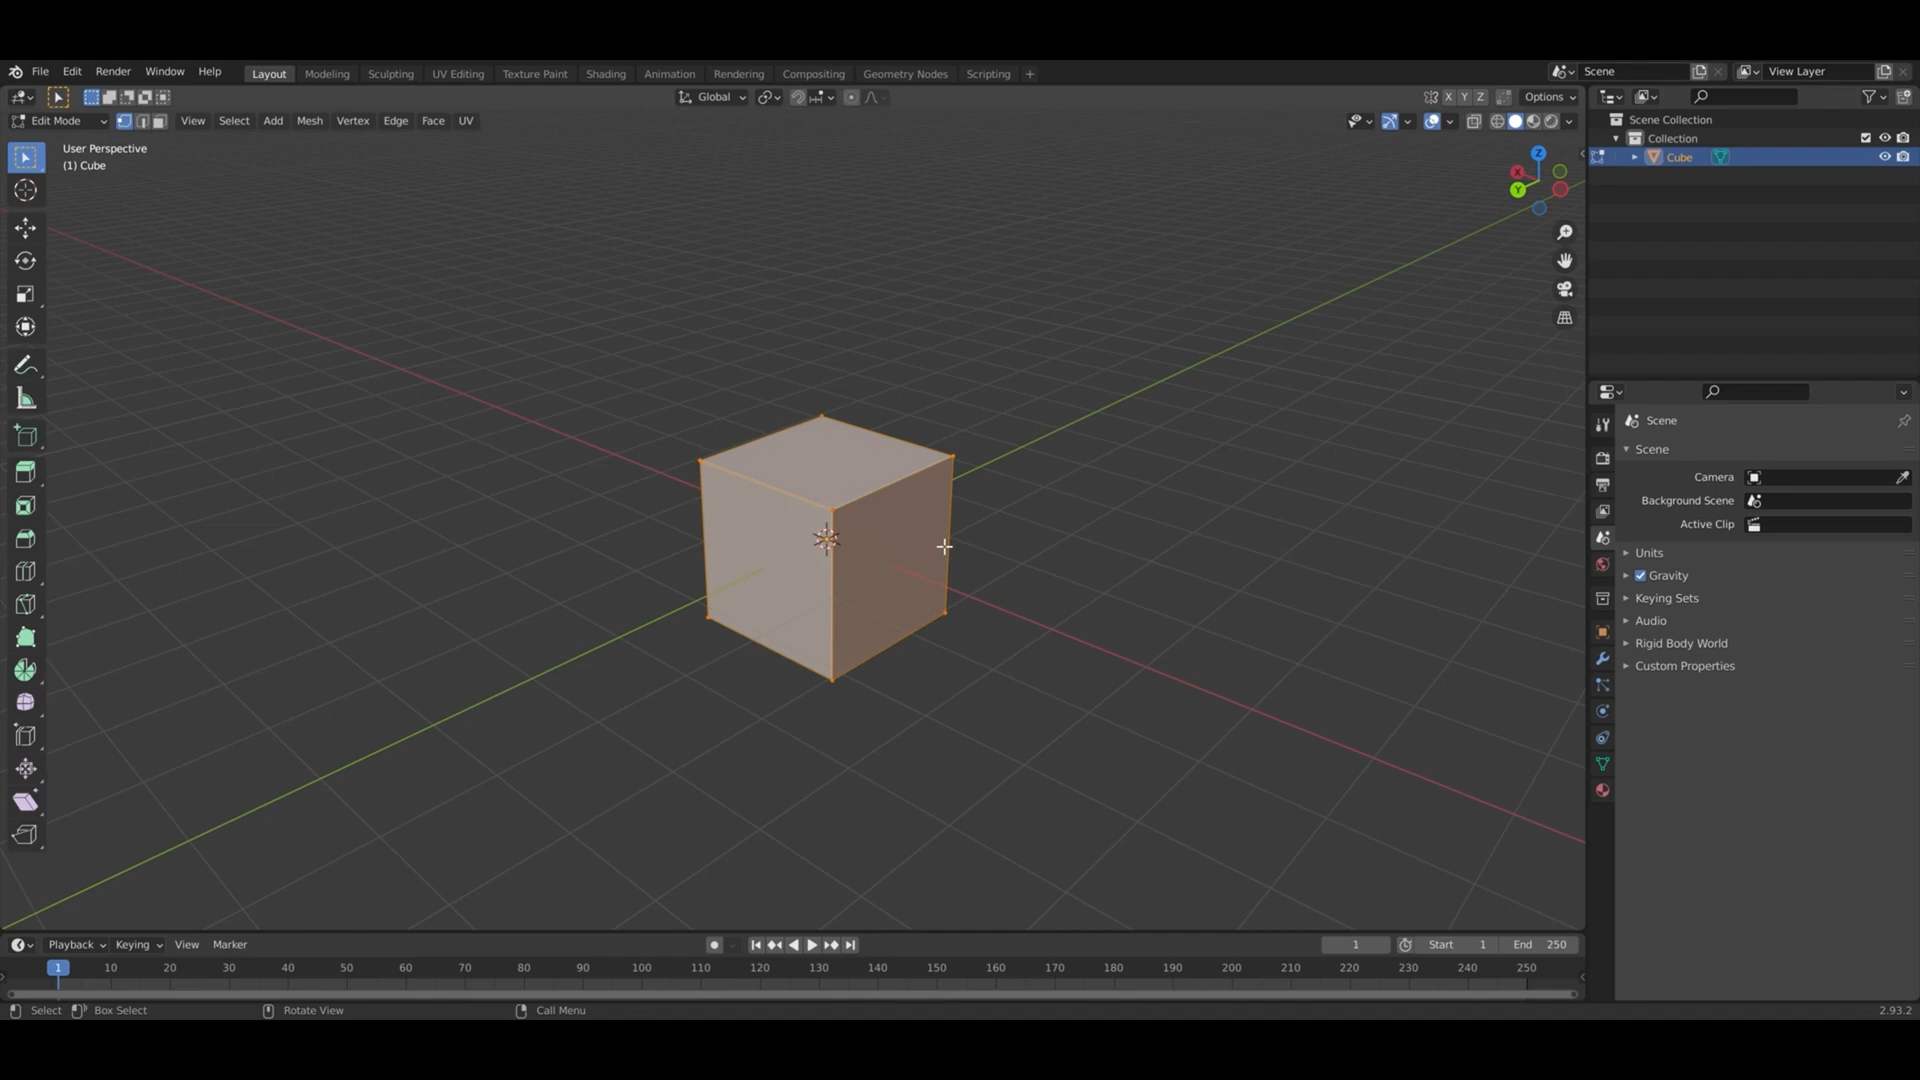 File Edit Render Window Help Layout Modeling Sculpting UV Editing Texture Paint Shading Animation Rendering Compositing Geometry Nodes Scripting + Scene View Layer
Global X Y Z Options
Edit Mode View Select Add Mesh Vertex Edge Face UV
User Perspective
(1) Cube
Z
X
Y
Scene Collection
Collection
Cube
Scene
Scene
Camera
Background Scene
Active Clip
Units
Gravity
Keying Sets
Audio
Rigid Body World
Custom Properties
Playback Keying View Marker 1 Start 1 End 250
1 10 20 30 40 50 60 70 80 90 100 110 120 130 140 150 160 170 180 190 200 210 220 230 240 250
Select Box Select Rotate View Call Menu 2.93.2